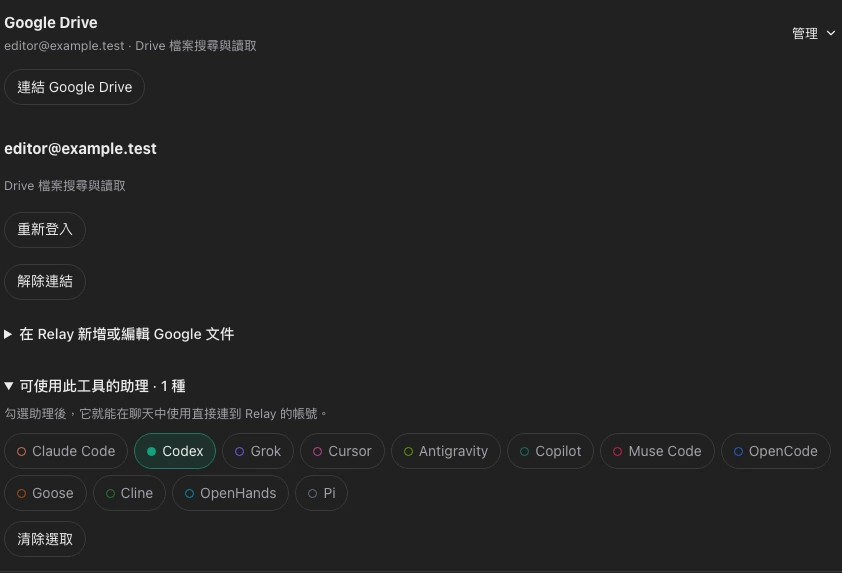 Google Drive
editor@example.test · Drive 檔案搜尋與讀取
管理
連結 Google Drive
editor@example.test
Drive 檔案搜尋與讀取
重新登入
解除連結
在 Relay 新增或編輯 Google 文件
可使用此工具的助理 · 1 種
勾選助理後，它就能在聊天中使用直接連到 Relay 的帳號。
Claude Code Codex Grok Cursor Antigravity Copilot Muse Code OpenCode
Goose Cline OpenHands Pi
清除選取